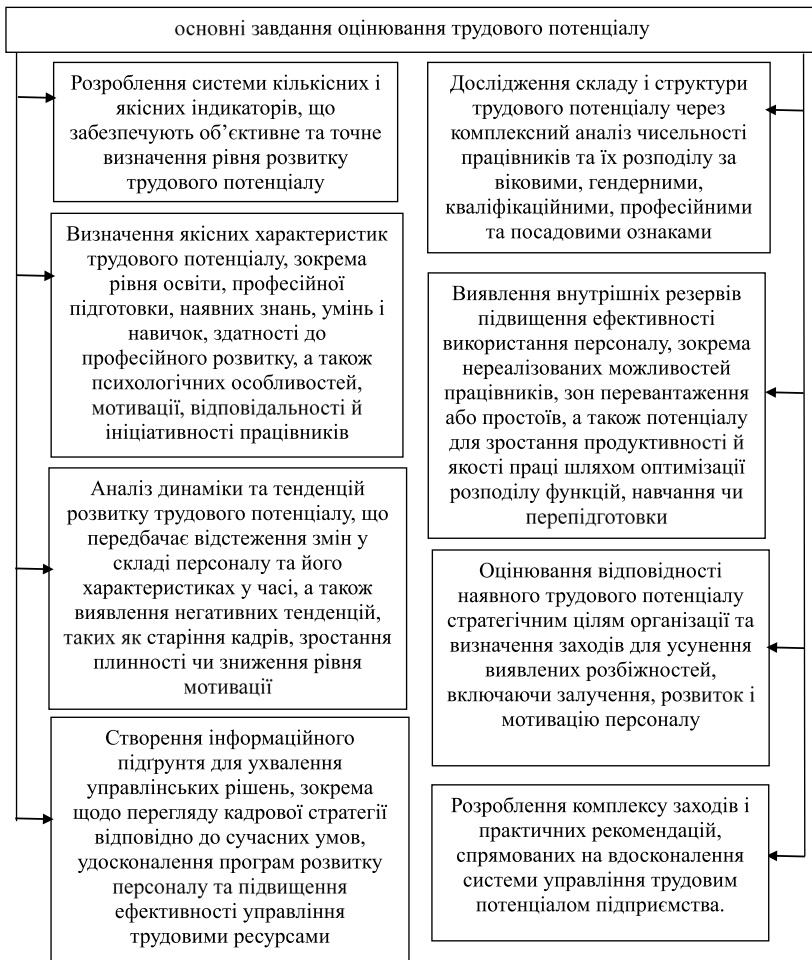 основні завдання оцінювання трудового потенціалу
Розроблення системи кількісних і
якісних індикаторів, що
забезпечують об’єктивне та точне
визначення рівня розвитку
трудового потенціалу
Визначення якісних характеристик
трудового потенціалу, зокрема
рівня освіти, професійної
підготовки, наявних знань, умінь і
навичок, здатності до
професійного розвитку, а також
психологічних особливостей,
мотивації, відповідальності й
ініціативності працівників
Аналіз динаміки та тенденцій
розвитку трудового потенціалу, що
передбачає відстеження змін у
складі персоналу та його
характеристиках у часі, а також
виявлення негативних тенденцій,
таких як старіння кадрів, зростання
плинності чи зниження рівня
мотивації
Створення інформаційного
підґрунтя для ухвалення
управлінських рішень, зокрема
щодо перегляду кадрової стратегії
відповідно до сучасних умов,
удосконалення програм розвитку
персоналу та підвищення
ефективності управління
трудовими ресурсами
Дослідження складу і структури
трудового потенціалу через
комплексний аналіз чисельності
працівників та їх розподілу за
віковими, гендерними,
кваліфікаційними, професійними
та посадовими ознаками
Виявлення внутрішніх резервів
підвищення ефективності
використання персоналу, зокрема
нереалізованих можливостей
працівників, зон перевантаження
або простоїв, а також потенціалу
для зростання продуктивності й
якості праці шляхом оптимізації
розподілу функцій, навчання чи
перепідготовки
Оцінювання відповідності
наявного трудового потенціалу
стратегічним цілям організації та
визначення заходів для усунення
виявлених розбіжностей,
включаючи залучення, розвиток і
мотивацію персоналу
Розроблення комплексу заходів і
практичних рекомендацій,
спрямованих на вдосконалення
системи управління трудовим
потенціалом підприємства.